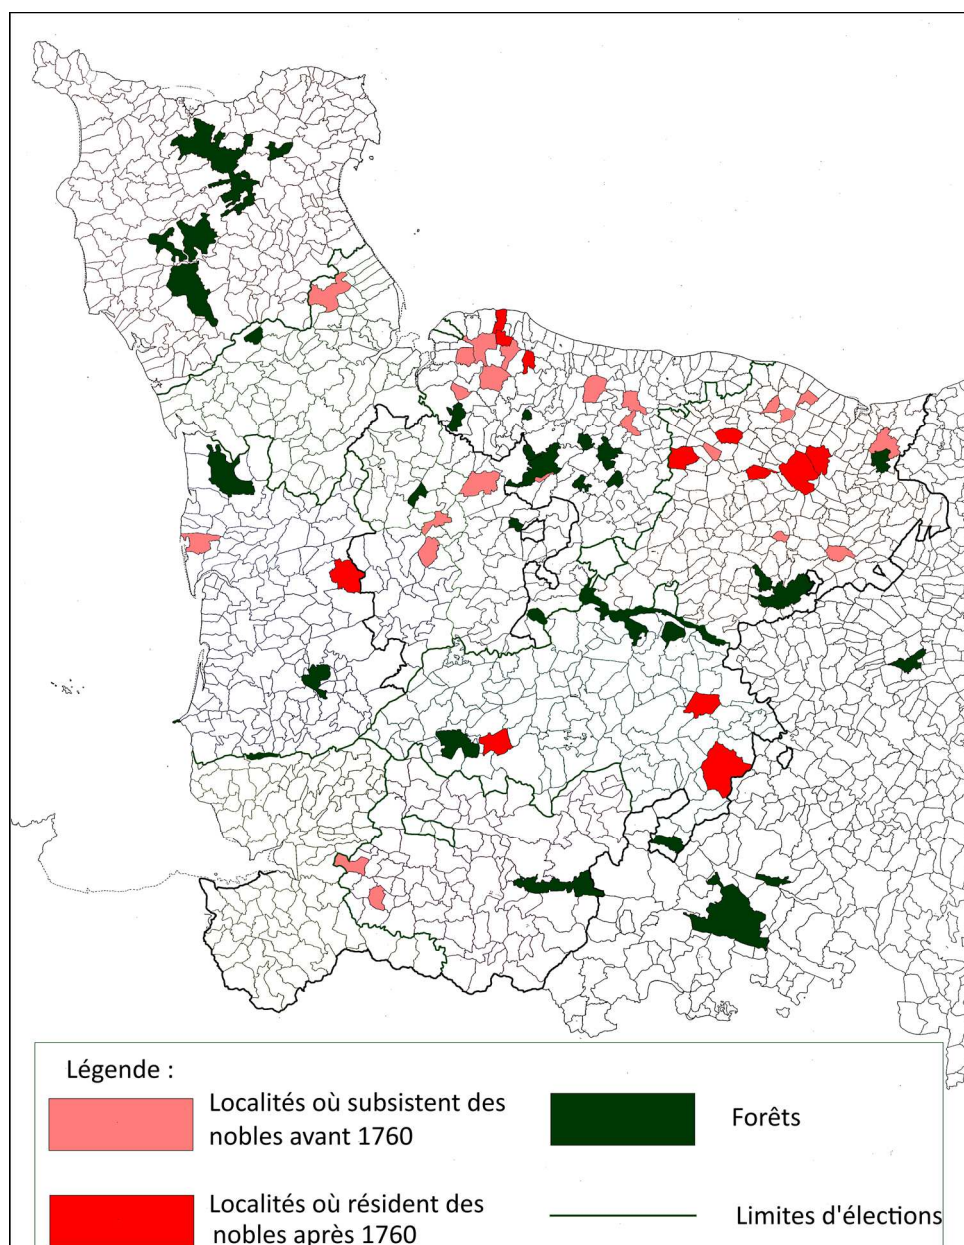 Légende :
Localités où subsistent des
nobles avant 1760
Forêts
Localités où résident des
nobles après 1760
Limites d'élections